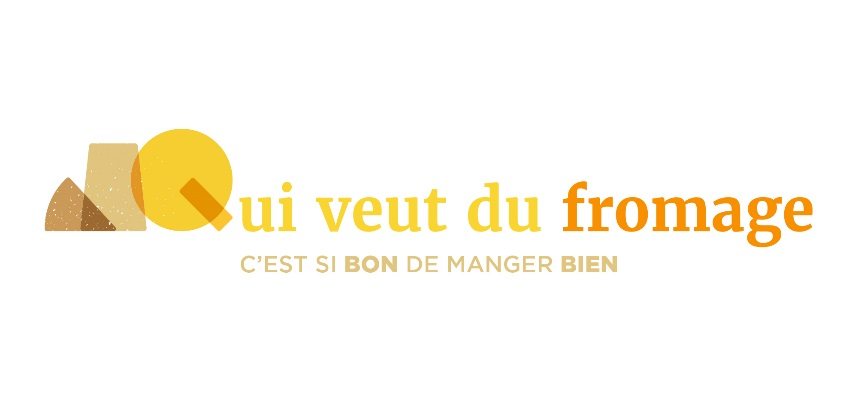 Qui veut du fromage
C'EST SI BON DE MANGER BIEN